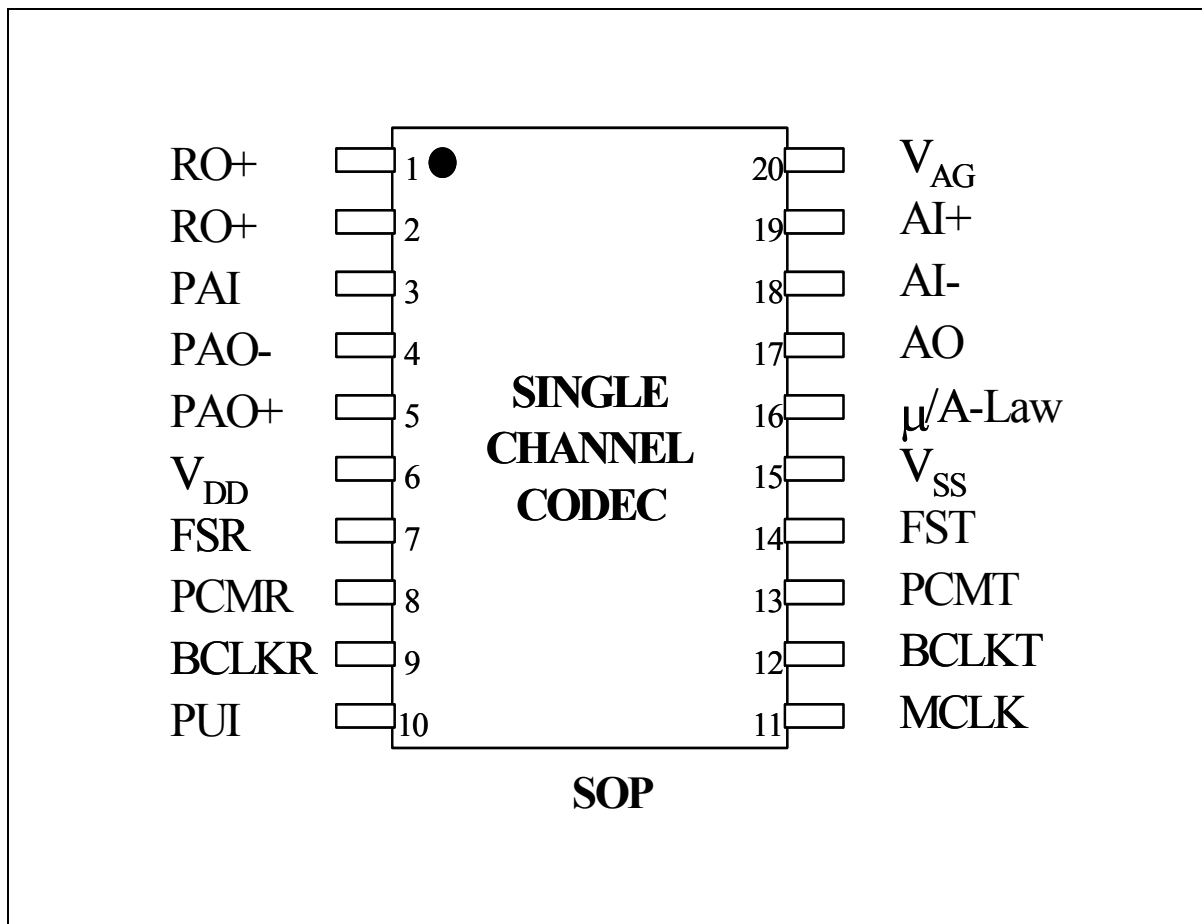 RO+ 1 20 VAG
RO+ 2 19 AI+
PAI 3 18 AI-
PAO- 4 17 AO
PAO+ 5 16 μ/A-Law
VDD 6 15 VSS
FSR 7 14 FST
PCMR 8 13 PCMT
BCLKR 9 12 BCLKT
PUI 10 11 MCLK
SINGLE
CHANNEL
CODEC
SOP